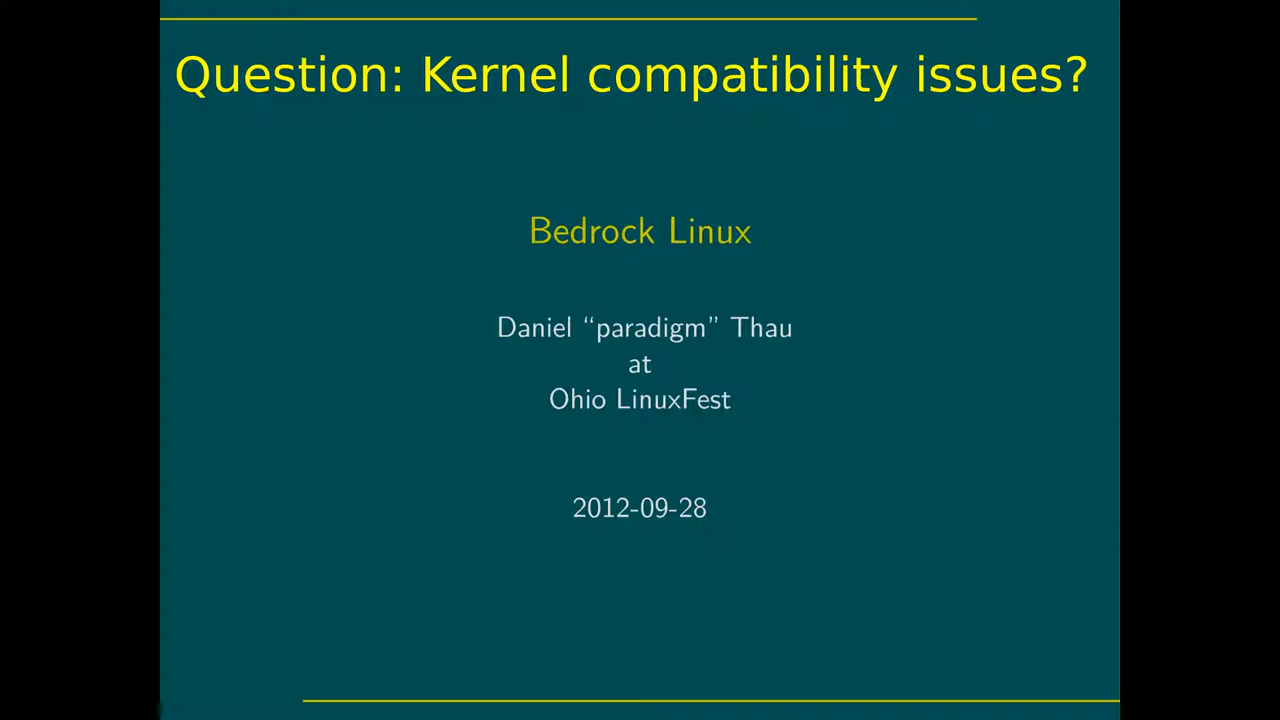 Question: Kernel compatibility issues?
Bedrock Linux
Daniel “paradigm” Thau
at
Ohio LinuxFest
2012-09-28